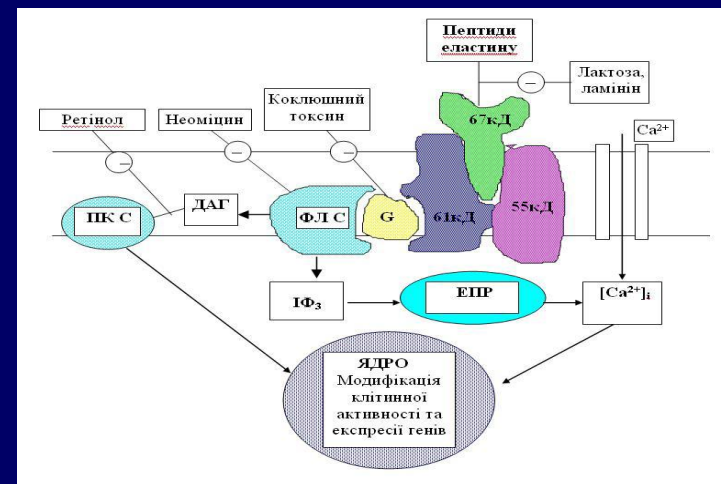 Пептиди
еластину
Лактоза,
ламінін
Коклюшний
токсин
Ретінол
Неоміцин
67кД
Ca²⁺
ПК С
ДАГ
ФЛ С
G
61кД
55кД
ІФ₃
ЕПР
[Ca²⁺]i
ЯДРО
Модифікація
клітинної
активності та
експресії генів